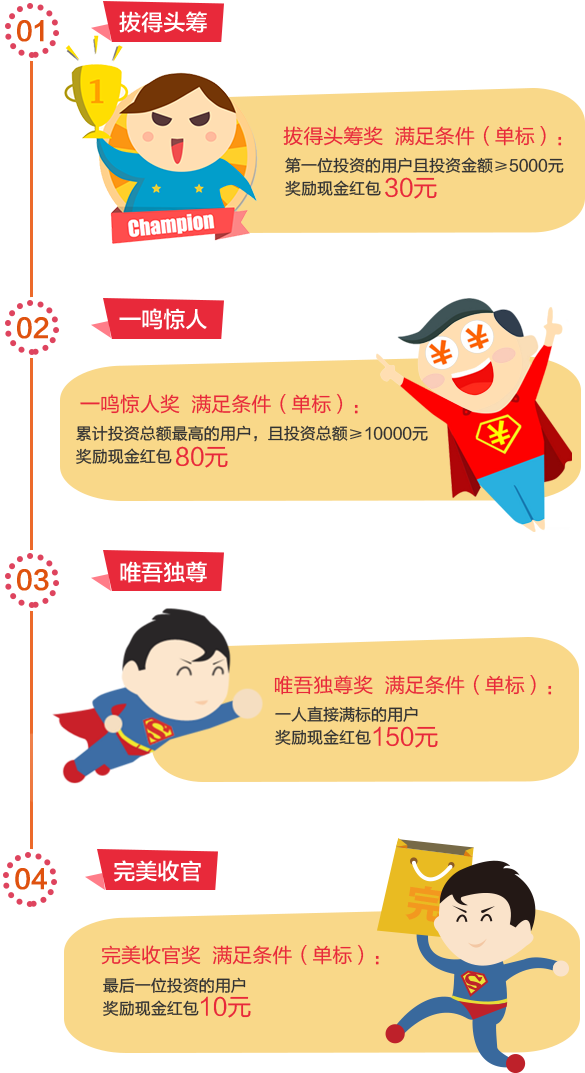 01
拔得头筹
1
拔得头筹奖 满足条件（单标）：
第一位投资的用户且投资金额≥5000元
奖励现金红包30元
Champion
02
一鸣惊人
一鸣惊人奖 满足条件（单标）：
累计投资总额最高的用户，且投资总额≥10000元
奖励现金红包80元
03
唯吾独尊
唯吾独尊奖 满足条件（单标）：
一人直接满标的用户
奖励现金红包150元
S
04
完美收官
完
完美收官奖 满足条件（单标）：
最后一位投资的用户
奖励现金红包10元
S